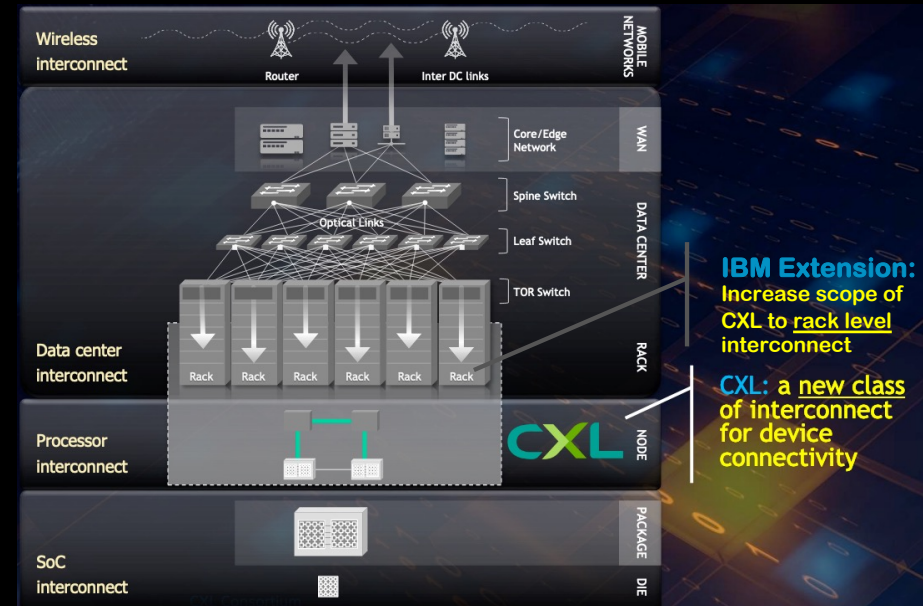 Wireless
interconnect
Router
Inter DC links
MOBILE
NETWORKS
Core/Edge
Network
WAN
Spine Switch
Optical Links
Leaf Switch
DATA CENTER
TOR Switch
Data center
interconnect
Rack
Rack
Rack
Rack
Rack
Rack
RACK
IBM Extension:
Increase scope of
CXL to rack level
interconnect
Processor
interconnect
CXL
NODE
CXL: a new class
of interconnect
for device
connectivity
SoC
interconnect
PACKAGE
DIE